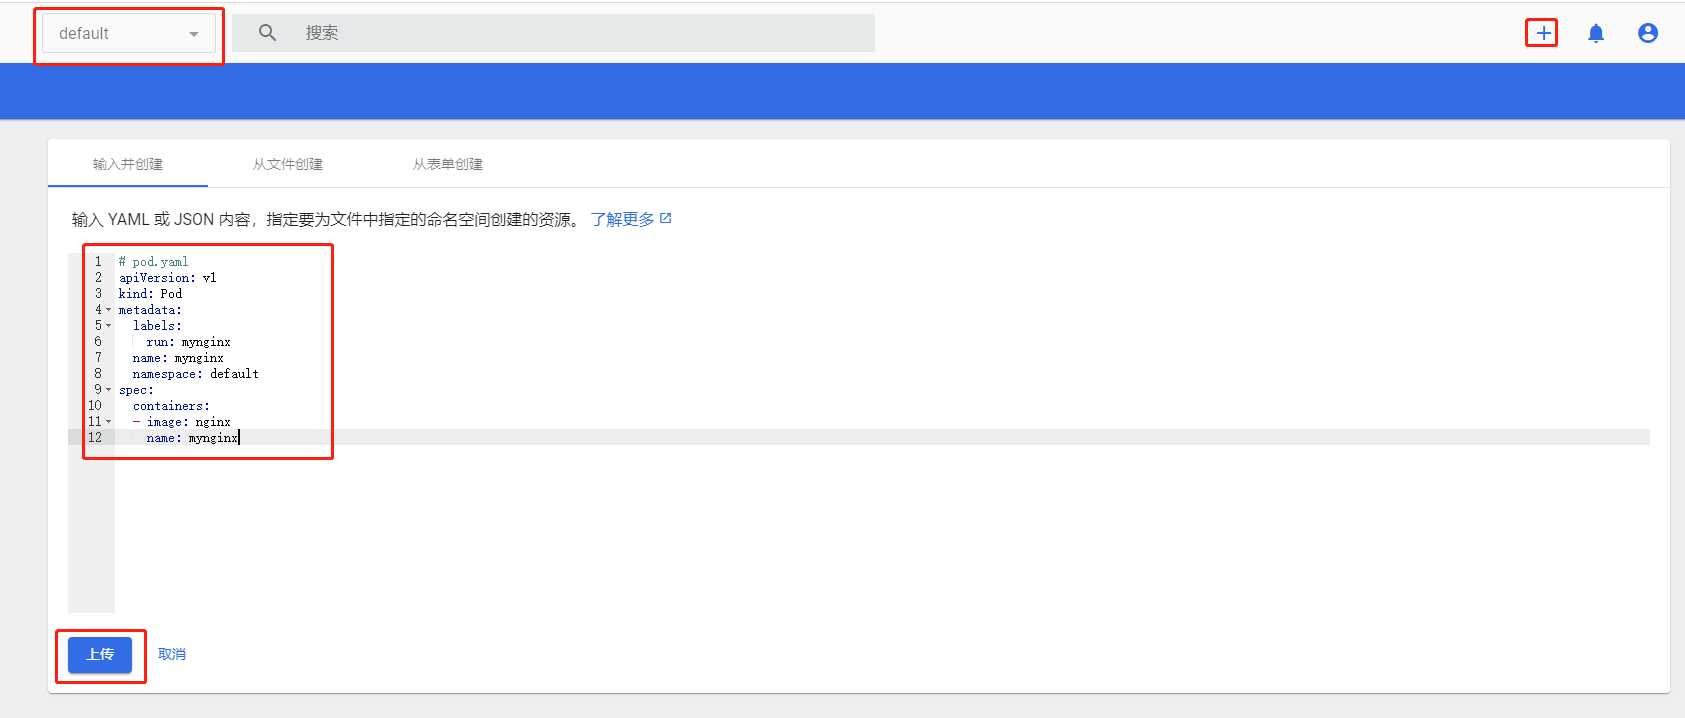 default
搜索
输入并创建
从文件创建
从表单创建
输入 YAML 或 JSON 内容，指定要为文件中指定的命名空间创建的资源。 了解更多
1 # pod.yaml
2 apiVersion: v1
3 kind: Pod
4 metadata:
5   labels:
6     run: mynginx
7   name: mynginx
8   namespace: default
9 spec:
10   containers:
11   - image: nginx
12     name: mynginx
上传 取消